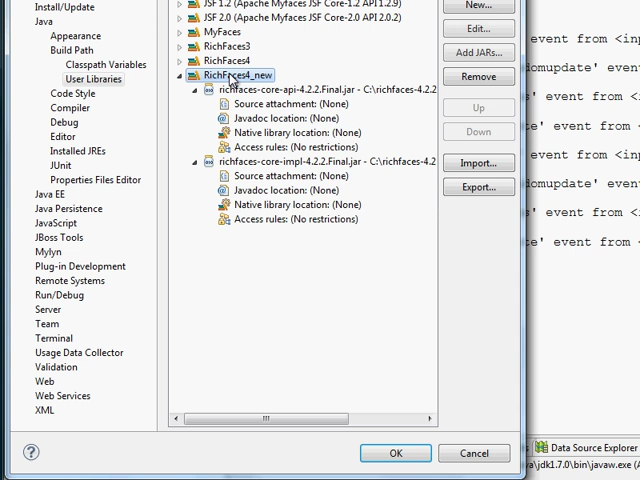 Install/Update
Java
Appearance
Build Path
Classpath Variables
User Libraries
Code Style
Compiler
Debug
Editor
Installed JREs
JUnit
Properties Files Editor
Java EE
Java Persistence
JavaScript
JBoss Tools
Mylyn
Plug-in Development
Remote Systems
Run/Debug
Server
Team
Terminal
Usage Data Collector
Validation
Web
Web Services
XML
JSF 1.2 (Apache Myfaces JSF Core-1.2 API 1.2.9)
JSF 2.0 (Apache Myfaces JSF Core-2.0 API 2.0.2)
MyFaces
RichFaces3
RichFaces4
RichFaces4_new
richfaces-core-api-4.2.2.Final.jar - C:\richfaces-4.2.2
Source attachment: (None)
Javadoc location: (None)
Native library location: (None)
Access rules: (No restrictions)
richfaces-core-impl-4.2.2.Final.jar - C:\richfaces-4.2
Source attachment: (None)
Javadoc location: (None)
Native library location: (None)
Access rules: (No restrictions)
New...
Edit...
Add JARs...
Remove
Up
Down
Import...
Export...
OK
Cancel
event from <inp
domupdate' event
te' event from <
event from <inp
domupdate' event
' event from <i
te' event from <
Data Source Explorer
\jdk1.7.0\bin\javaw.exe (A